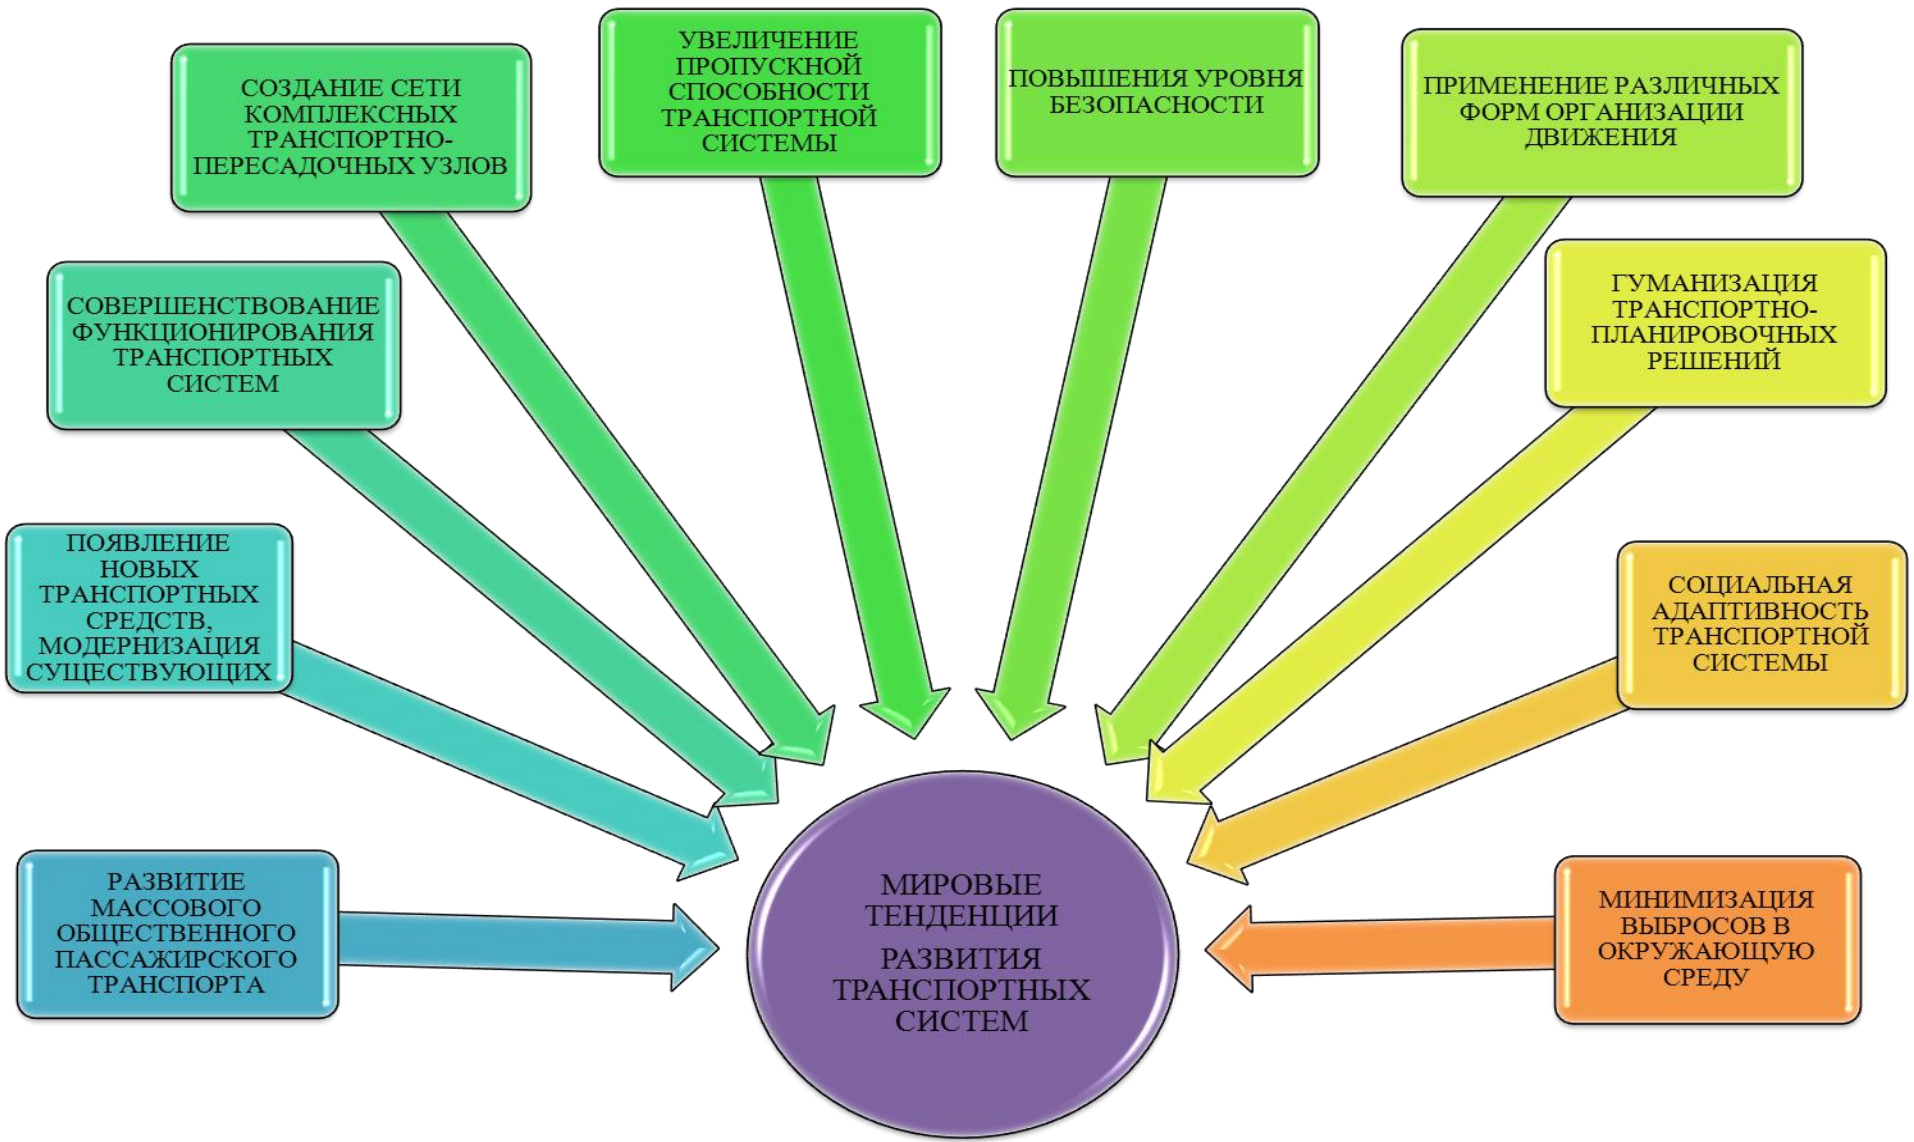 СОЗДАНИЕ СЕТИ
КОМПЛЕКСНЫХ
ТРАНСПОРТНО-
ПЕРЕСАДОЧНЫХ УЗЛОВ
УВЕЛИЧЕНИЕ
ПРОПУСКНОЙ
СПОСОБНОСТИ
ТРАНСПОРТНОЙ
СИСТЕМЫ
ПОВЫШЕНИЯ УРОВНЯ
БЕЗОПАСНОСТИ
ПРИМЕНЕНИЕ РАЗЛИЧНЫХ
ФОРМ ОРГАНИЗАЦИИ
ДВИЖЕНИЯ
СОВЕРШЕНСТВОВАНИЕ
ФУНКЦИОНИРОВАНИЯ
ТРАНСПОРТНЫХ
СИСТЕМ
ГУМАНИЗАЦИЯ
ТРАНСПОРТНО-
ПЛАНИРОВОЧНЫХ
РЕШЕНИЙ
ПОЯВЛЕНИЕ
НОВЫХ
ТРАНСПОРТНЫХ
СРЕДСТВ,
МОДЕРНИЗАЦИЯ
СУЩЕСТВУЮЩИХ
СОЦИАЛЬНАЯ
АДАПТИВНОСТЬ
ТРАНСПОРТНОЙ
СИСТЕМЫ
РАЗВИТИЕ
МАССОВОГО
ОБЩЕСТВЕННОГО
ПАССАЖИРСКОГО
ТРАНСПОРТА
МИРОВЫЕ
ТЕНДЕНЦИИ
РАЗВИТИЯ
ТРАНСПОРТНЫХ
СИСТЕМ
МИНИМИЗАЦИЯ
ВЫБРОСОВ В
ОКРУЖАЮЩУЮ
СРЕДУ